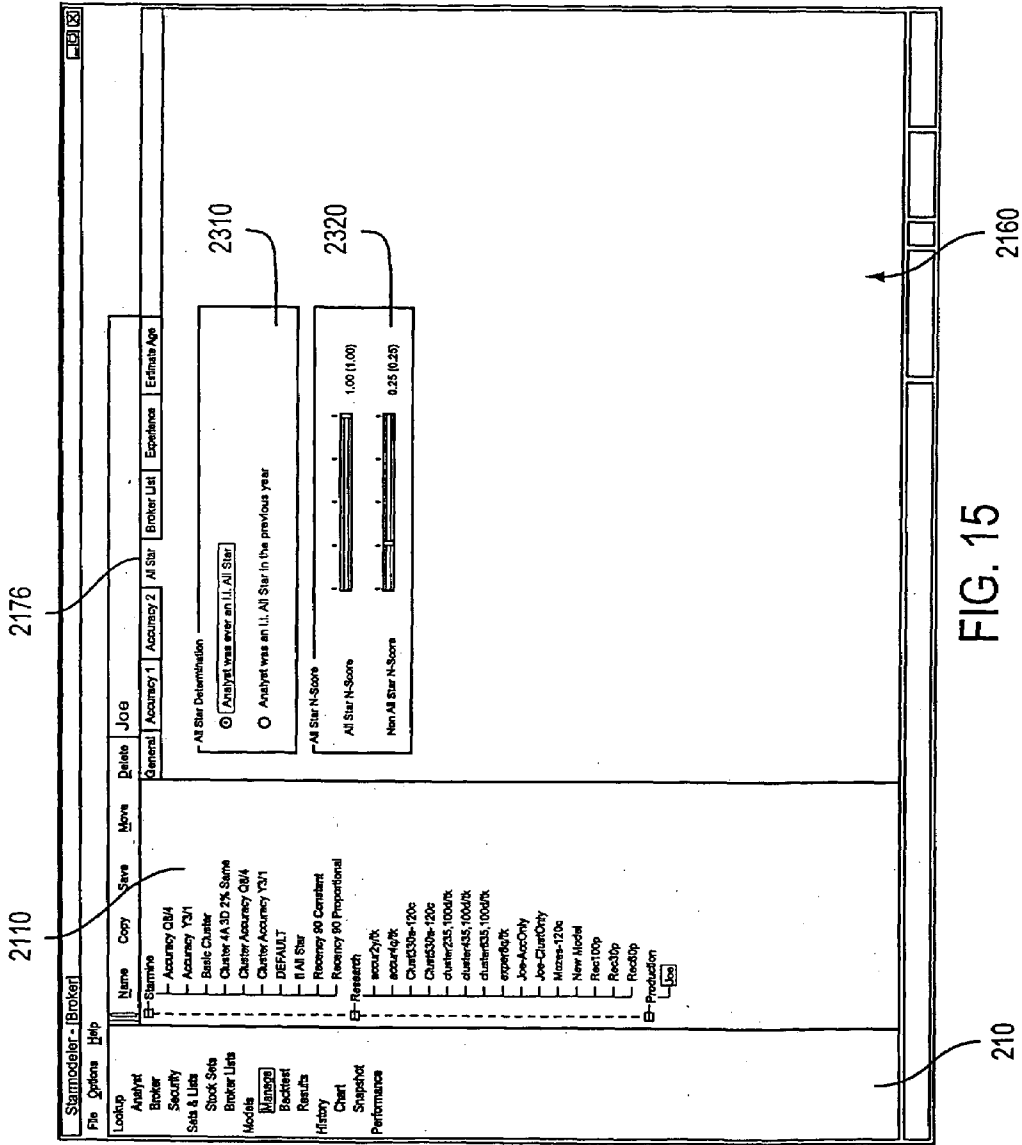 2110
2176
Starmodeler - [Broker]
File Options Help
Lookup
Analyst
Broker
Security
Sets & Lists
Stock Sets
Broker Lists
Models
Manage
Backtest
Results
History
Chart
Snapshot
Performance
Name Copy Save Move Delete Joe
Starmine
Accuracy Q8/4
Accuracy Y3/1
Basic Cluster
Cluster 4A 3D 2% Same
Cluster Accuracy Q8/4
Cluster Accuracy Y3/1
DEFAULT
II All Star
Recency 90 Constant
Recency 90 Proportional
Research
accur2y/tk
accur4q/tk
Clust330s-120c
Clust530s-120c
cluster235,100d/tk
cluster435,100d/tk
cluster635,100d/tk
exper8q/tk
Joe-AccOnly
Joe-ClustOnly
Mozes-120c
New Model
Rec100p
Rec30p
Rec60p
Production
Joe
General Accuracy 1 Accuracy 2 All Star Broker List Experience Estimate Age
All Star Determination
Analyst was ever an I.I. All Star
Analyst was an I.I. All Star in the previous year
2310
All Star N-Score
All Star N-Score 1.00 (1.00)
Non All Star N-Score 0.25 (0.25)
2320
210
2160
FIG. 15